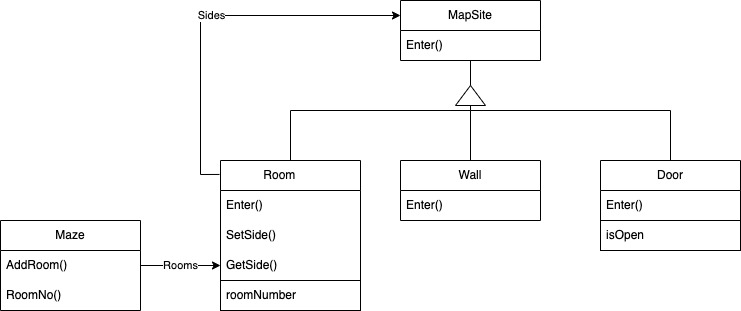 Sides
MapSite
Enter()
Room
Enter()
SetSide()
GetSide()
roomNumber
Wall
Enter()
Door
Enter()
isOpen
Maze
AddRoom()
RoomNo()
Rooms